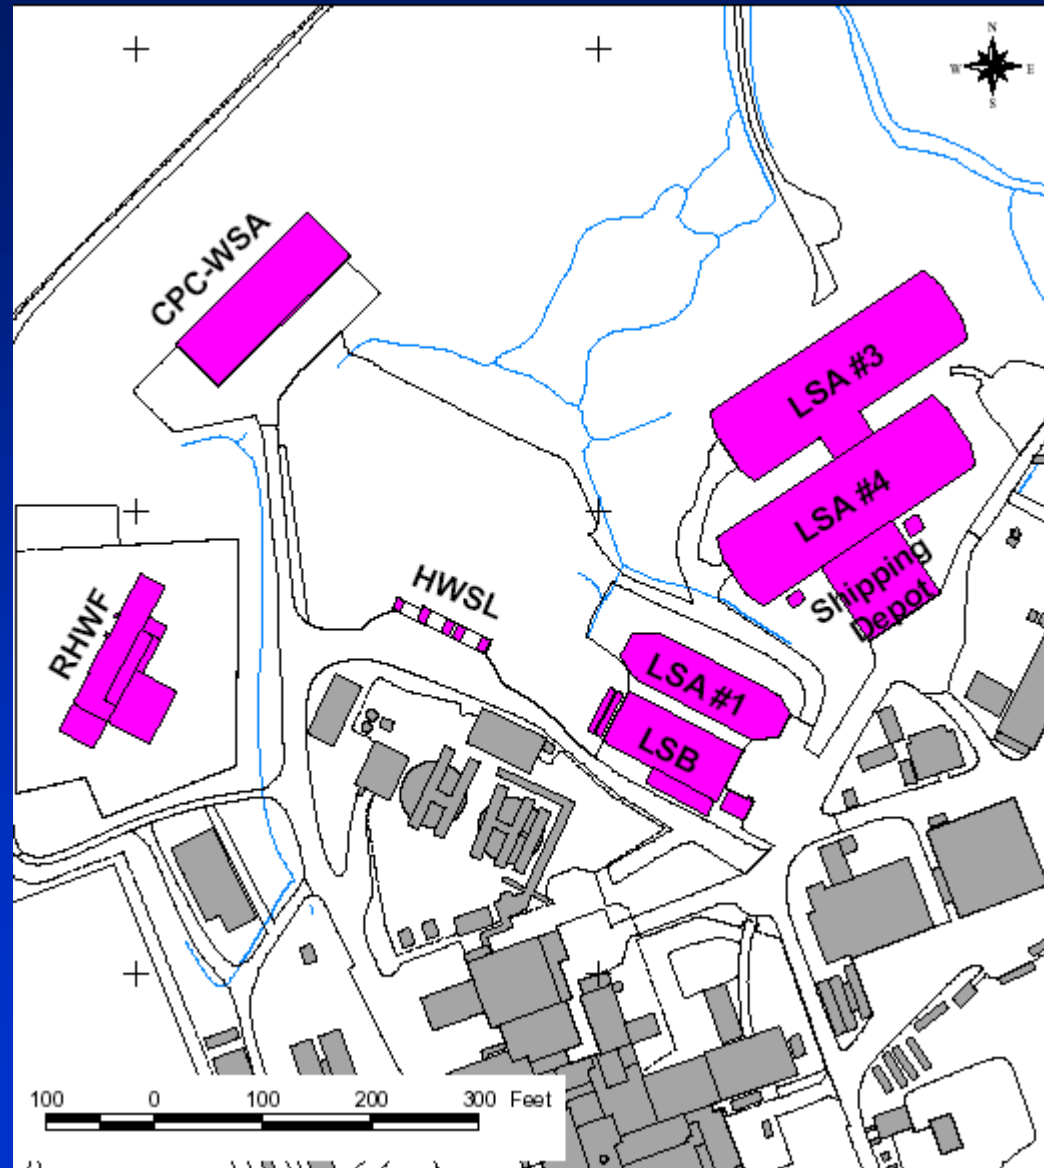 N
W E
S
CPC-WSA
LSA #3
LSA #4
Shipping
Depot
HWSL
RHWF
LSA #1
LSB
100 0 100 200 300 Feet